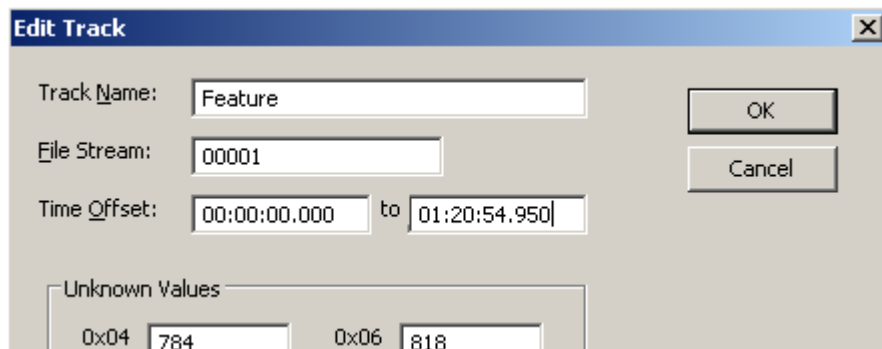 Edit Track
Track Name: Feature
OK
File Stream: 00001
Cancel
Time Offset: 00:00:00.000 to 01:20:54.950
Unknown Values
0x04 784 0x06 818